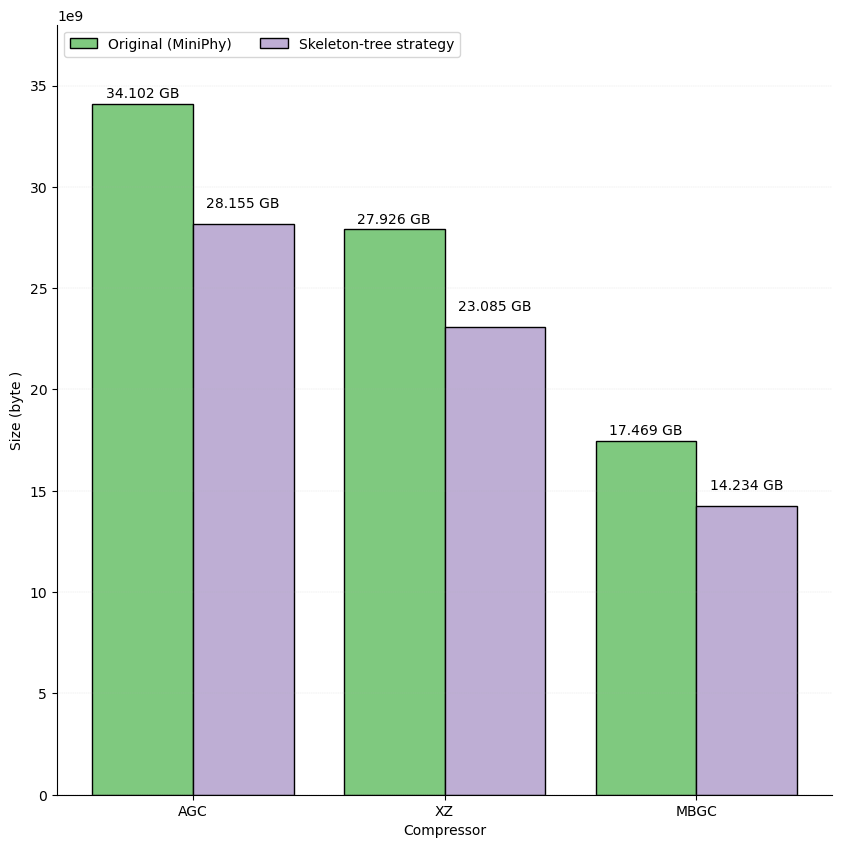 1e9
Original (MiniPhy) Skeleton-tree strategy
35
34.102 GB
30
28.155 GB
27.926 GB
25
23.085 GB
20
17.469 GB
15
14.234 GB
10
5
0
Size (byte )
AGC XZ MBGC
Compressor